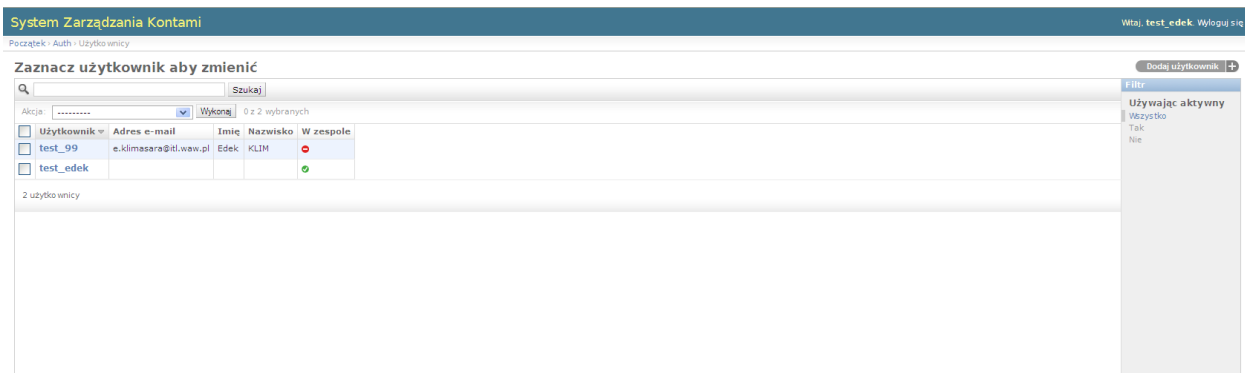 System Zarządzania Kontami
Witaj, test_edek. Wyloguj się
Początek › Auth › Użytkownicy
Zaznacz użytkownik aby zmienić
Dodaj użytkownik +
Szukaj
Filtr
Akcja: --------- Wykonaj 0 z 2 wybranych
Używając aktywny
Wszystko
Tak
Nie
Użytkownik Adres e-mail Imię Nazwisko W zespole
test_99 e.klimasara@itl.waw.pl Edek KLIM
test_edek
2 użytkownicy